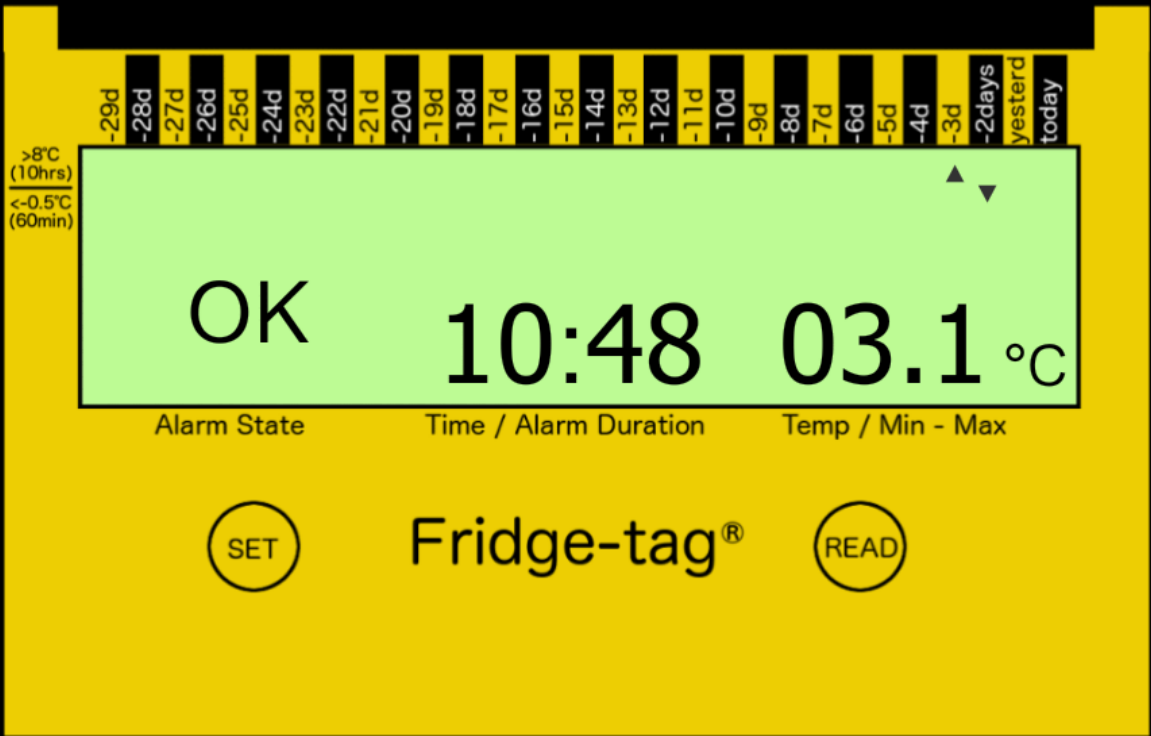 -29d -28d -27d -26d -25d -24d -23d -22d -21d -20d -19d -18d -17d -16d -15d -14d -13d -12d -11d -10d -9d -8d -7d -6d -5d -4d -3d -2days yesterd today
>8°C
(10hrs)
<-0.5°C
(60min)
▲
▼
OK 10:48 03.1 °C
Alarm State Time / Alarm Duration Temp / Min - Max
SET Fridge-tag® READ